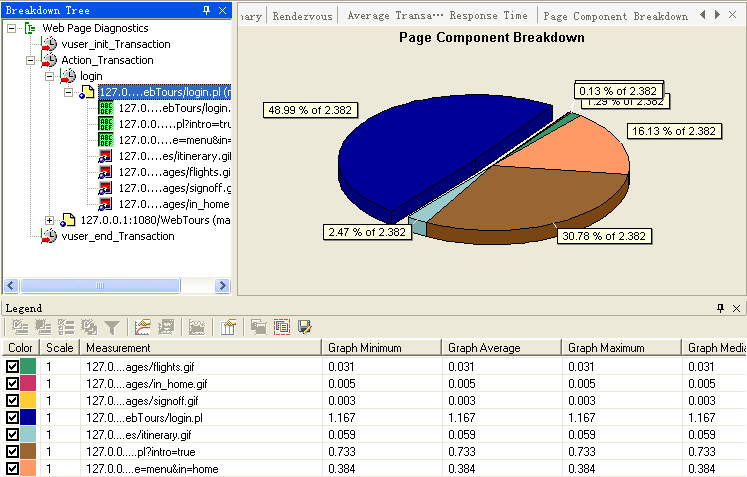 Breakdown Tree
Web Page Diagnostics
vuser_init_Transaction
Action_Transaction
login
127.0....ebTours/login.pl (m
127.0....ebTours/login.
127.0.....pl?intro=true
127.0....e=menu&in=
127.0....es/itinerary.gif
127.0....ages/flights.gif
127.0....ages/signoff.g
127.0....ages/in_home
127.0.0.1:1080/WebTours (ma
vuser_end_Transaction
Rendezvous
Average Transa··· Response Time
Page Component Breakdown
Page Component Breakdown
0.13 % of 2.382
1.29 % of 2.382
48.99 % of 2.382
16.13 % of 2.382
2.47 % of 2.382
30.78 % of 2.382
Legend
Color Scale Measurement Graph Minimum Graph Average Graph Maximum Graph Media
1 127.0....ages/flights.gif 0.031 0.031 0.031 0.031
1 127.0....ages/in_home.gif 0.005 0.005 0.005 0.005
1 127.0....ages/signoff.gif 0.003 0.003 0.003 0.003
1 127.0....ebTours/login.pl 1.167 1.167 1.167 1.167
1 127.0....es/itinerary.gif 0.059 0.059 0.059 0.059
1 127.0.0.....pl?intro=true 0.733 0.733 0.733 0.733
1 127.0.0....e=menu&in=home 0.384 0.384 0.384 0.384